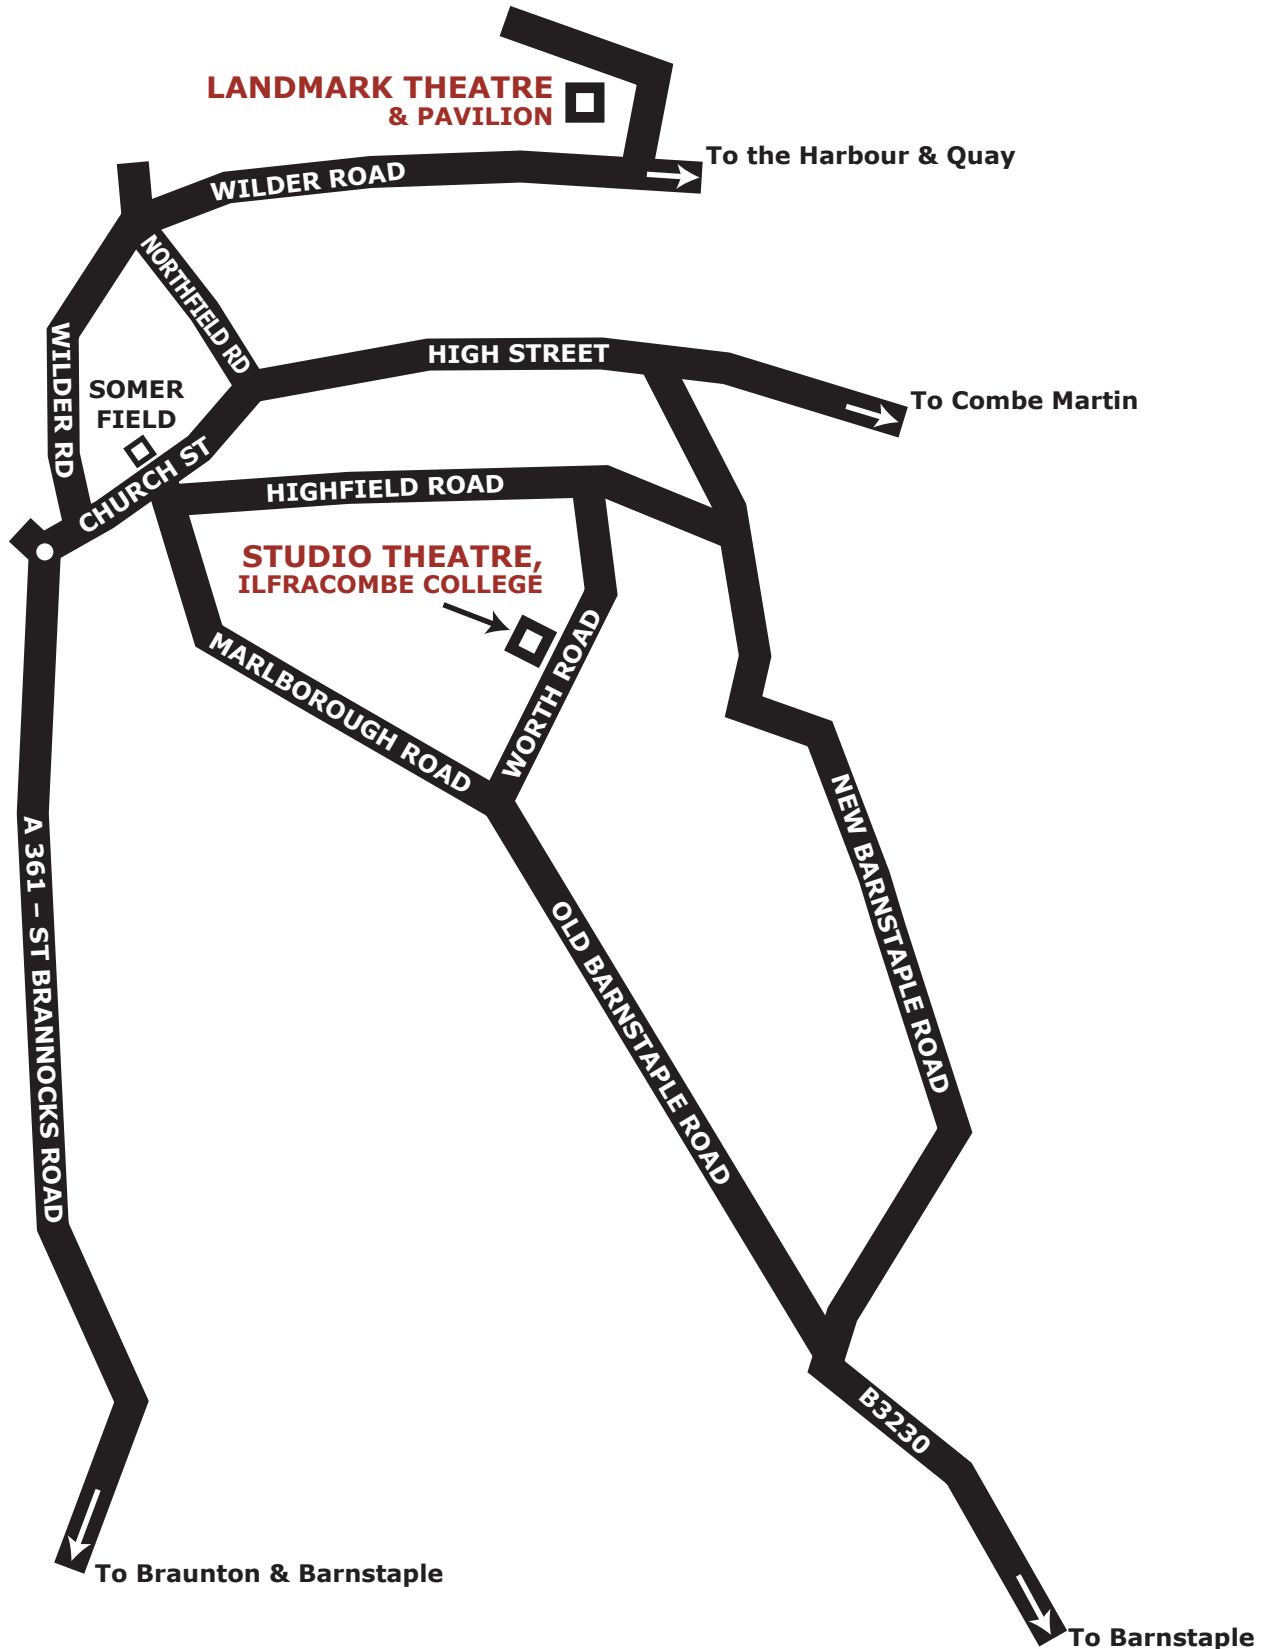 LANDMARK THEATRE
& PAVILION
To the Harbour & Quay
WILDER ROAD
NORTHFIELD RD
WILDER RD
HIGH STREET
SOMER
FIELD
To Combe Martin
CHURCH ST
HIGHFIELD ROAD
STUDIO THEATRE,
ILFRACOMBE COLLEGE
MARLBOROUGH ROAD
WORTH ROAD
NEW BARNSTAPLE ROAD
A 361 – ST BRANNOCKS ROAD
OLD BARNSTAPLE ROAD
B3230
To Braunton & Barnstaple
To Barnstaple